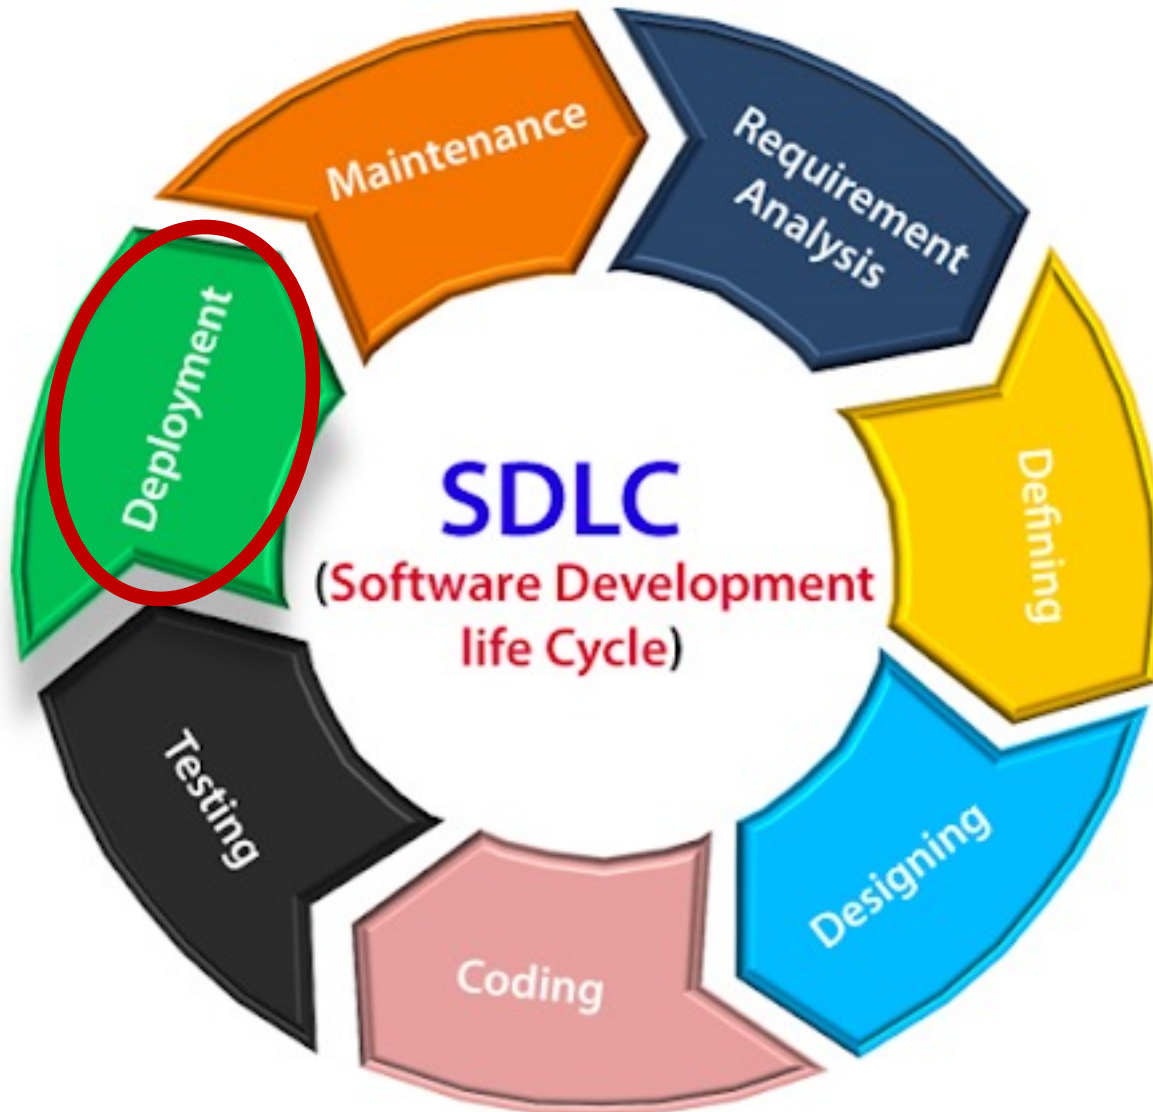 Maintenance
Requirement
Analysis
Defining
Designing
Coding
Testing
Deployment
SDLC
(Software Development
life Cycle)